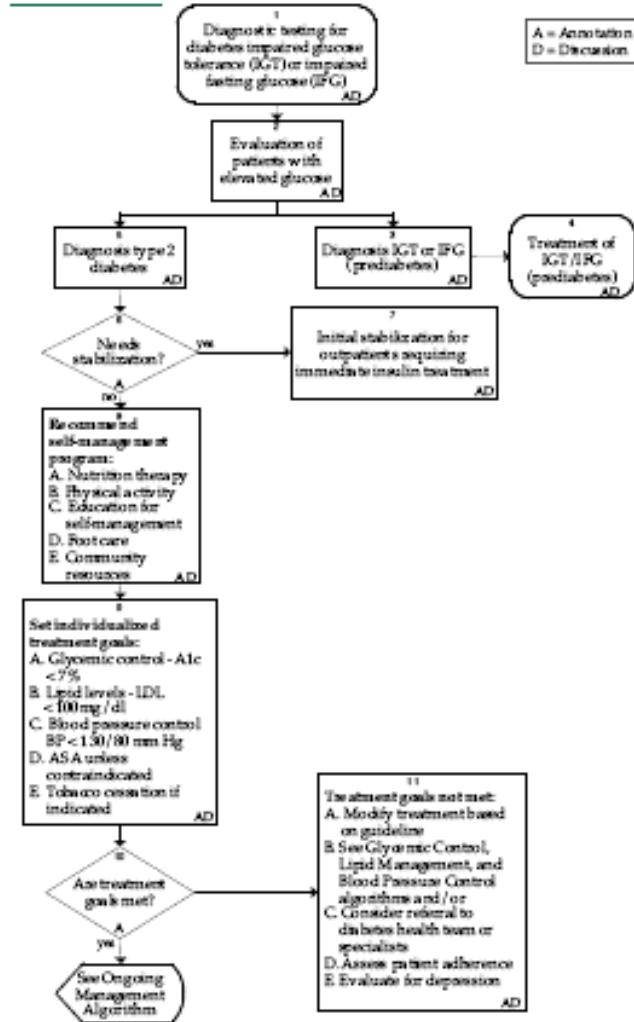 1
Diagnostic testing for
diabetes impaired glucose
tolerance (IGT) or impaired
fasting glucose (IFG)
AD
A = Annotation
D = Discussion
2
Evaluation of
patients with
elevated glucose
AD
Diagnosis type 2
diabetes
AD
3
Diagnosis IGT or IFG
(prediabetes)
AD
4
Treatment of
IGT/IFG
(prediabetes)
AD
Needs
stabilization?
A
yes
no
7
Initial stabilization for
outpatients requiring
immediate insulin treatment
AD
Recommend
self-management
program:
A. Nutrition therapy
B. Physical activity
C. Education for
self-management
D. Foot care
E. Community
resources
AD
Set individualized
treatment goals:
A. Glycemic control - A1c
<7%
B. Lipid levels - LDL
<100 mg/dl
C. Blood pressure control
BP < 130/80 mm Hg
D. ASA unless
contraindicated
E. Tobacco cessation if
indicated
AD
10
Are treatment
goals met?
A
yes
11
Treatment goals not met:
A. Modify treatment based
on guideline
B. See Glycemic Control,
Lipid Management, and
Blood Pressure Control
algorithms and/or
C. Consider referral to
diabetes health team or
specialists
D. Assess patient adherence
E. Evaluate for depression
AD
See Ongoing
Management
Algorithm